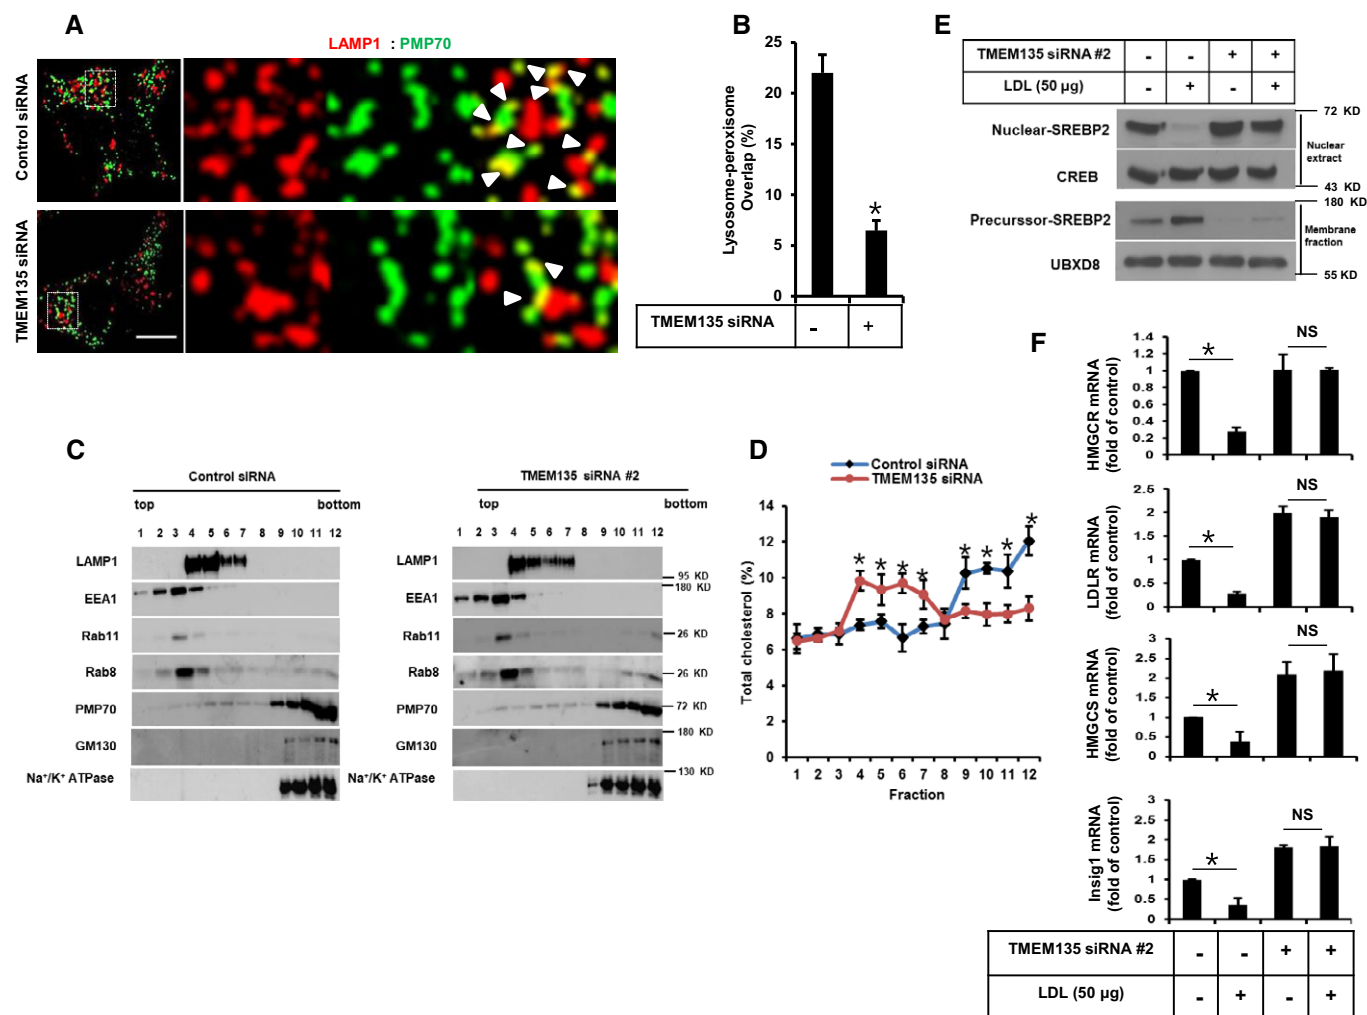 A
LAMP1 : PMP70
Control siRNA
TMEM135 siRNA
B
Lysosome-peroxisome
Overlap (%)
25
20
15
10
5
0
*
TMEM135 siRNA - +
C
Control siRNA
top bottom
1 2 3 4 5 6 7 8 9 10 11 12
LAMP1
EEA1
Rab11
Rab8
PMP70
GM130
Na+/K+ ATPase
TMEM135 siRNA #2
top bottom
1 2 3 4 5 6 7 8 9 10 11 12
LAMP1
95 KD
180 KD
EEA1
Rab11
26 KD
Rab8
26 KD
PMP70
72 KD
180 KD
GM130
130 KD
Na+/K+ ATPase
D
Control siRNA
TMEM135 siRNA
Total cholesterol (%)
14
12
10
8
6
4
2
0
* * * * * * * *
1 2 3 4 5 6 7 8 9 10 11 12
Fraction
E
TMEM135 siRNA #2 - - + +
LDL (50 µg) - + - +
72 KD
Nuclear-SREBP2
Nuclear
extract
CREB
43 KD
180 KD
Precurssor-SREBP2
Membrane
fraction
UBXD8
55 KD
F
HMGCR mRNA
(fold of control)
1.4
1.2
1
0.8
0.6
0.4
0.2
0
* NS
LDLR mRNA
(fold of control)
2.5
2
1.5
1
0.5
0
* NS
HMGCS mRNA
(fold of control)
3
2.5
2
1.5
1
0.5
0
* NS
Insig1 mRNA
(fold of control)
3
2.5
2
1.5
1
0.5
0
* NS
TMEM135 siRNA #2 - - + +
LDL (50 µg) - + - +